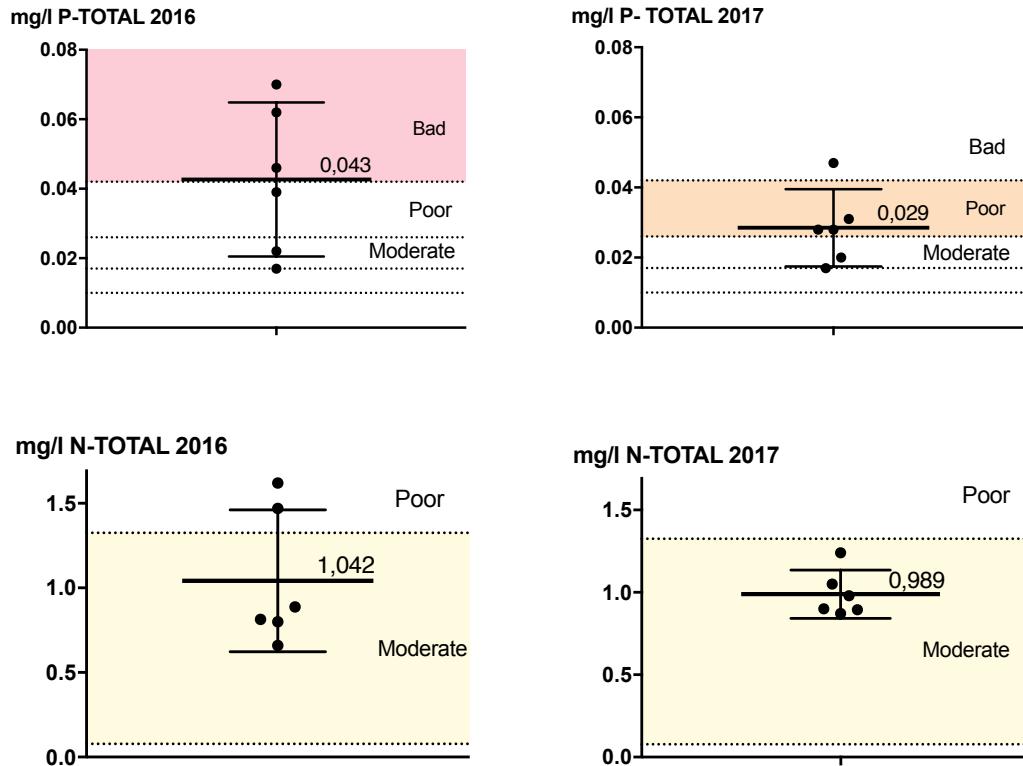 mg/l P-TOTAL 2016
0.08
0.06
Bad
0,043
0.04
Poor
Moderate
0.02
0.00
mg/l P- TOTAL 2017
0.08
0.06
Bad
0.04
0,029
Poor
Moderate
0.02
0.00
mg/l N-TOTAL 2016
Poor
1.5
1,042
1.0
Moderate
0.5
0.0
mg/l N-TOTAL 2017
Poor
1.5
0,989
1.0
Moderate
0.5
0.0